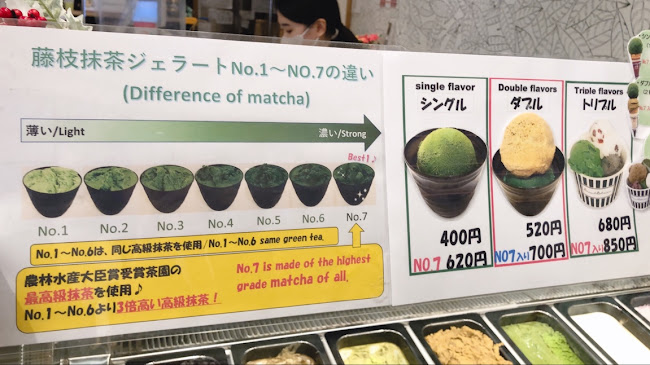 藤枝抹茶ジェラートNo.1～NO.7の違い
(Difference of matcha)
薄い/Light
濃い/Strong
Best1♪
No.1
No.2
No.3
No.4
No.5
No.6
No.7
No.1～No.6は、同じ高級抹茶を使用/No.1～No.6 same green tea.
農林水産大臣賞受賞茶園の
最高級抹茶を使用♪
No.1～No.6より3倍高い高級抹茶！
No.7 is made of the highest
grade matcha of all.
single flavor
シングル
400円
NO.7 620円
Double flavors
ダブル
520円
NO7入り700円
Triple flavors
トリプル
680円
NO7入り850円